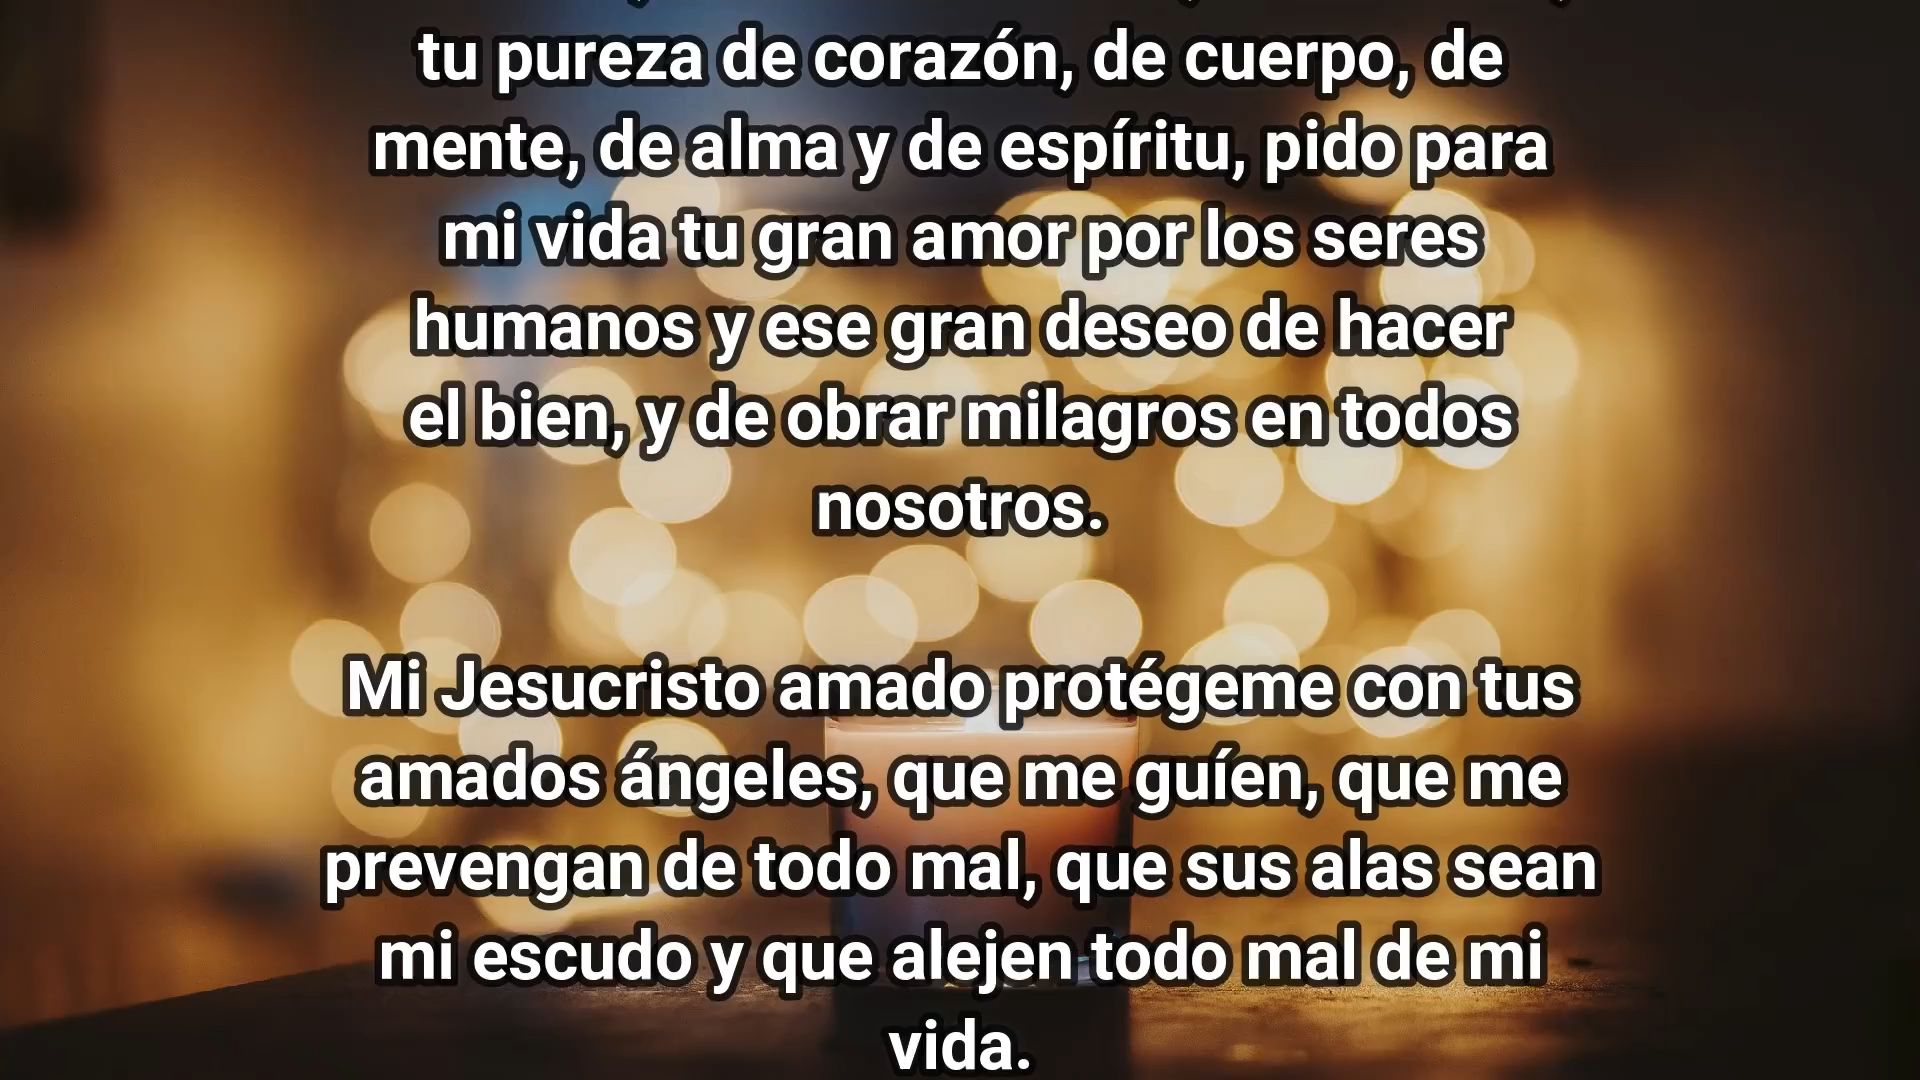 tu pureza de corazón, de cuerpo, de
mente, de alma y de espíritu, pido para
mi vida tu gran amor por los seres
humanos y ese gran deseo de hacer
el bien, y de obrar milagros en todos
nosotros.
Mi Jesucristo amado protégeme con tus
amados ángeles, que me guíen, que me
prevengan de todo mal, que sus alas sean
mi escudo y que alejen todo mal de mi
vida.